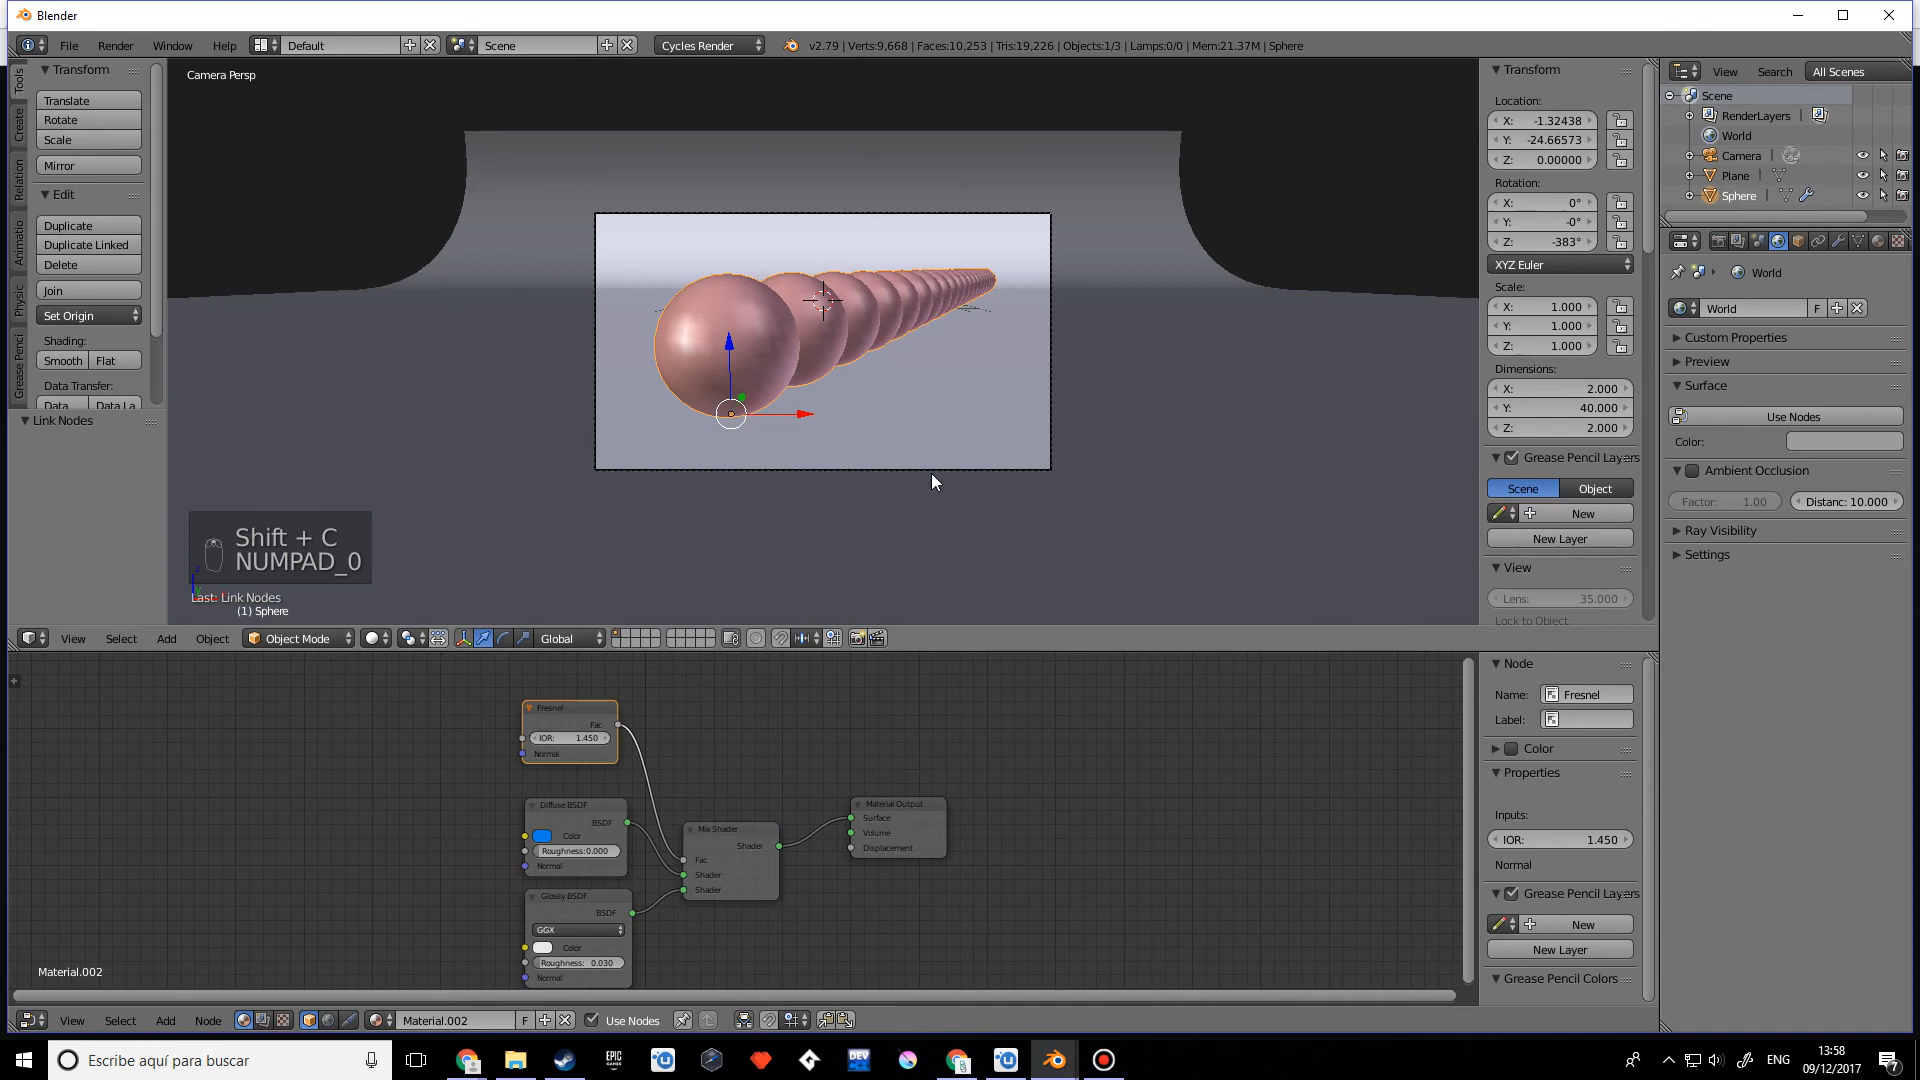 Blender
File Render Window Help Default Scene Cycles Render v2.79 | Verts:9,668 | Faces:10,253 | Tris:19,226 | Objects:1/3 | Lamps:0/0 | Mem:21.37M | Sphere
Tools
Create
Relation
Animatio
Physic
Grease Penci
Transform
Translate
Rotate
Scale
Mirror
Edit
Duplicate
Duplicate Linked
Delete
Join
Set Origin
Shading:
Smooth Flat
Data Transfer:
Data Data La
Link Nodes
Camera Persp
Shift + C
NUMPAD_0
Last: Link Nodes
(1) Sphere
View Select Add Object Object Mode Global
Transform
Location:
X: -1.32438
Y: -24.66573
Z: 0.00000
Rotation:
X: 0°
Y: -0°
Z: -383°
XYZ Euler
Scale:
X: 1.000
Y: 1.000
Z: 1.000
Dimensions:
X: 2.000
Y: 40.000
Z: 2.000
Grease Pencil Layers
Scene Object
New
New Layer
View
Lens: 35.000
Lock to Object:
View Search All Scenes
Scene
RenderLayers
World
Camera
Plane
Sphere
World
World F
Custom Properties
Preview
Surface
Use Nodes
Color:
Ambient Occlusion
Factor: 1.00 Distanc: 10.000
Ray Visibility
Settings
Fresnel
Fac
IOR: 1.450
Normal
Diffuse BSDF
BSDF
Color
Roughness:0.000
Normal
Glossy BSDF
BSDF
GGX
Color
Roughness: 0.030
Normal
Mix Shader
Shader
Fac
Shader
Shader
Material Output
Surface
Volume
Displacement
Material.002
Node
Name: Fresnel
Label:
Color
Properties
Inputs:
IOR: 1.450
Normal
Grease Pencil Layers
New
New Layer
Grease Pencil Colors
View Select Add Node Material.002 F Use Nodes
Escribe aquí para buscar
EPIC GAMES
DEV
ENG
13:58
09/12/2017
7